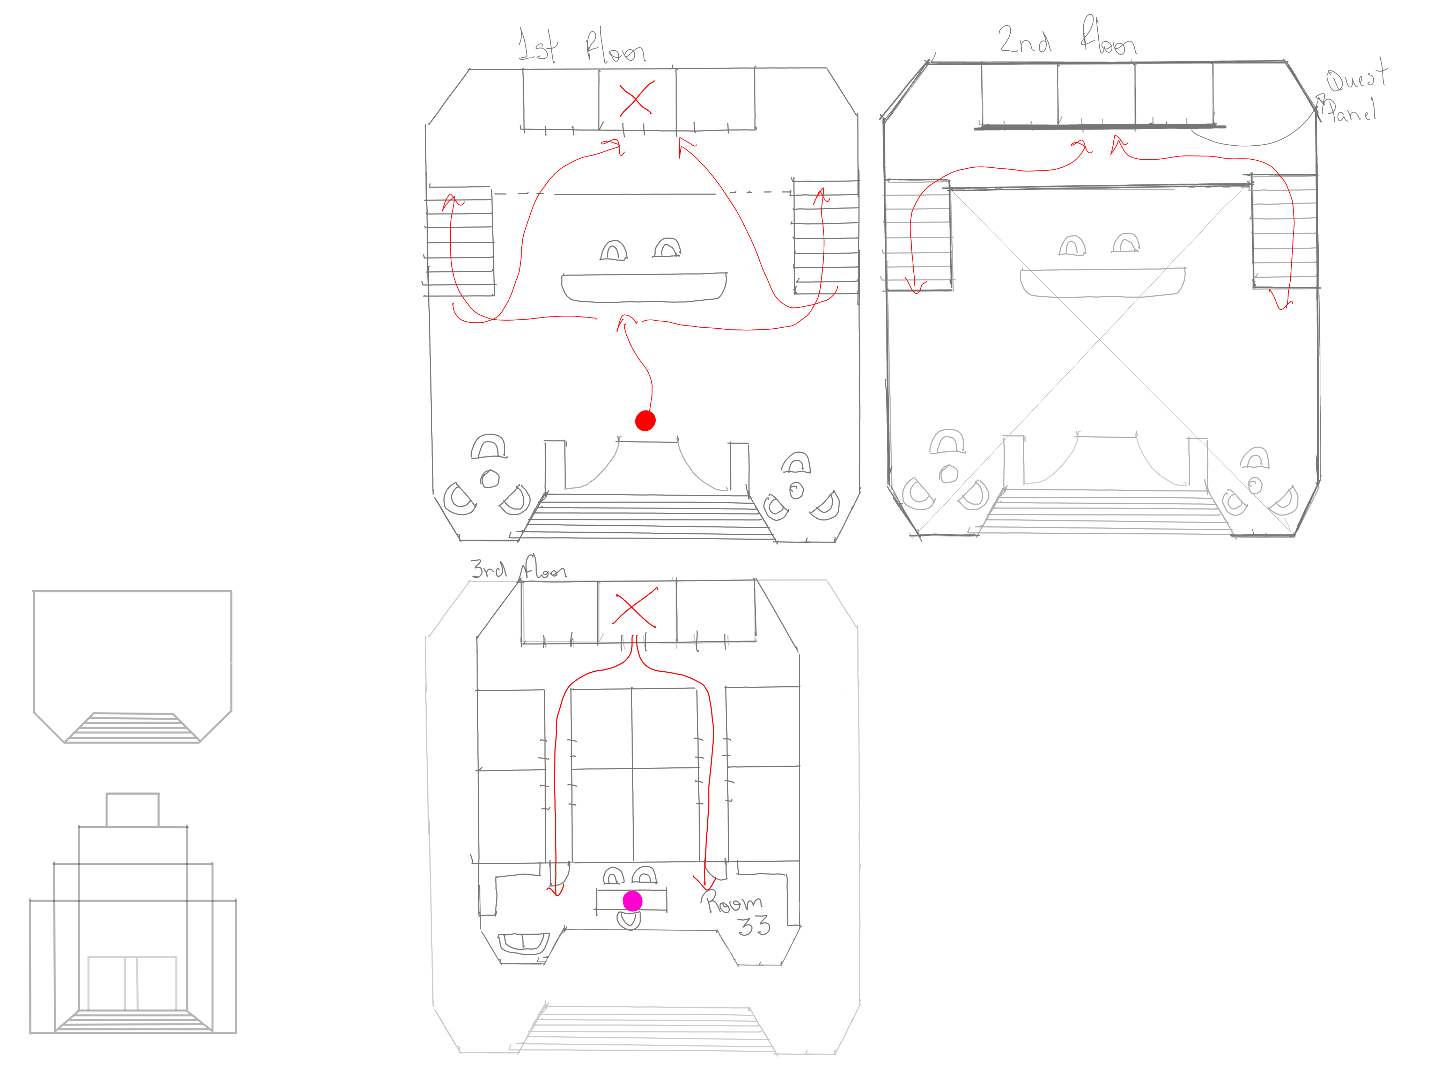 1st Floor
2nd Floor
Quest
Panel
3rd Floor
Room
33